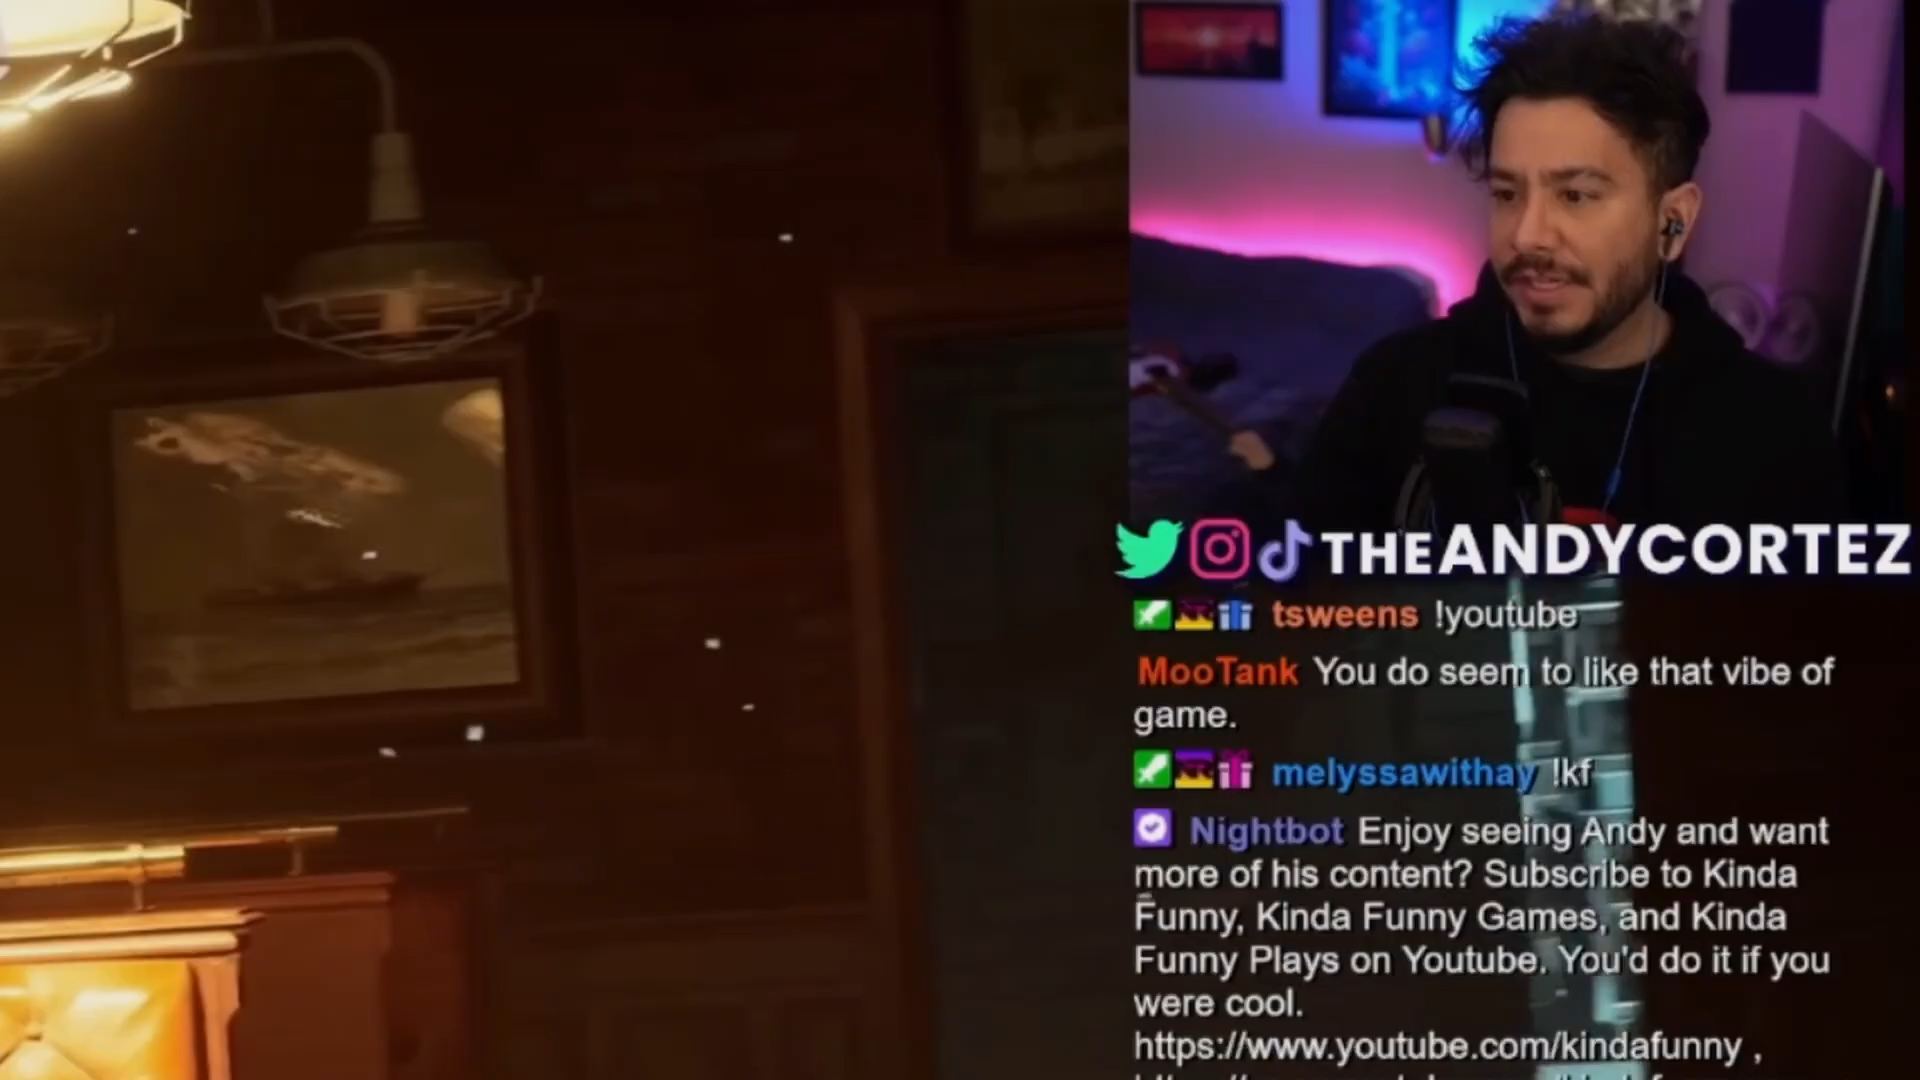 THEANDYCORTEZ
tsweens !youtube
MooTank You do seem to like that vibe of
game.
melyssawithay !kf
Nightbot Enjoy seeing Andy and want
more of his content? Subscribe to Kinda
Funny, Kinda Funny Games, and Kinda
Funny Plays on Youtube. You'd do it if you
were cool.
https://www.youtube.com/kindafunny ,